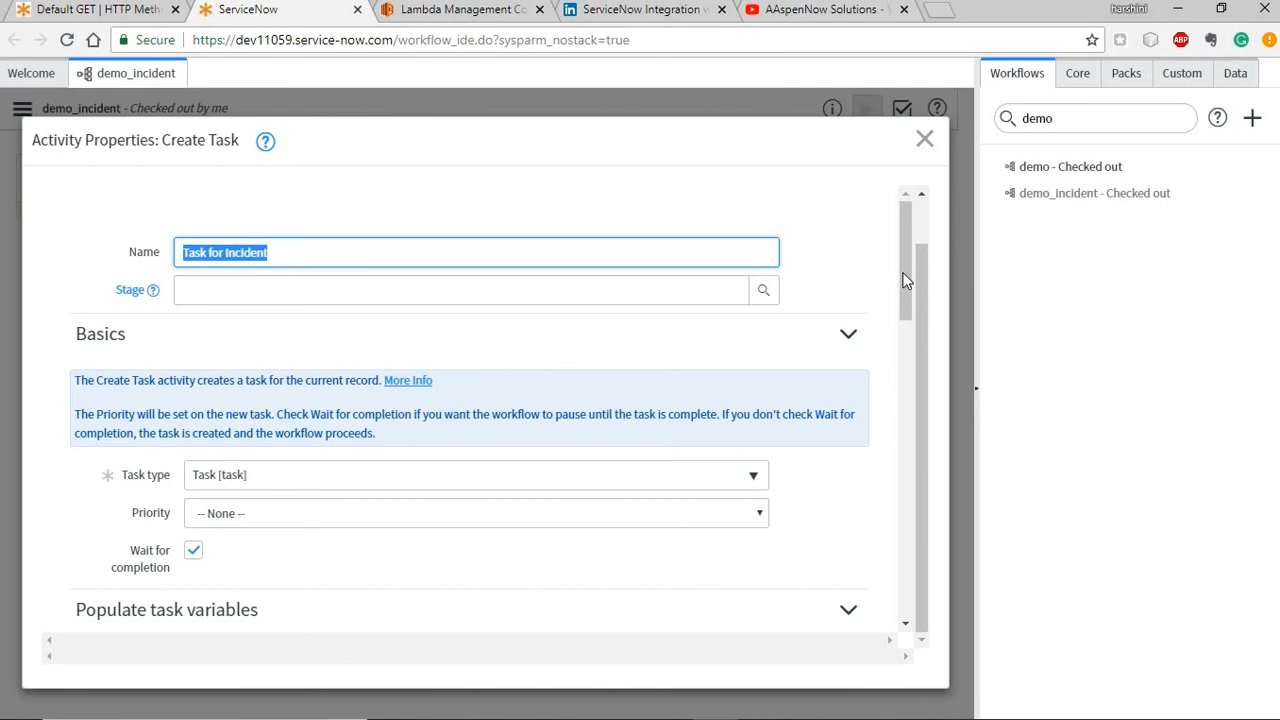 Default GET | HTTP Meth
ServiceNow
Lambda Management Co
ServiceNow Integration w
AAspenNow Solutions -
harshini
Secure
https://dev11059.service-now.com/workflow_ide.do?sysparm_nostack=true
ABP
Welcome
demo_incident
Workflows
Core
Packs
Custom
Data
demo_incident - Checked out by me
demo
Activity Properties: Create Task
demo - Checked out
demo_incident - Checked out
Name
Task for Incident
Stage
Basics
The Create Task activity creates a task for the current record. More Info
The Priority will be set on the new task. Check Wait for completion if you want the workflow to pause until the task is complete. If you don't check Wait for
completion, the task is created and the workflow proceeds.
Task type
Task [task]
Priority
-- None --
Wait for
completion
Populate task variables